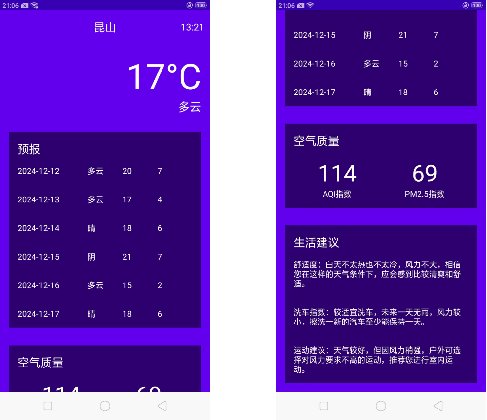 21:06
昆山 13:21
17°C
多云
预报
2024-12-12 多云 20 7
2024-12-13 多云 17 4
2024-12-14 晴 18 6
2024-12-15 阴 21 7
2024-12-16 多云 15 2
2024-12-17 晴 18 6
空气质量
114 69
21:06
2024-12-15 阴 21 7
2024-12-16 多云 15 2
2024-12-17 晴 18 6
空气质量
114 69
AQI指数 PM2.5指数
生活建议
舒适度：白天不太热也不太冷，风力不大，相信
您在这样的天气条件下，应会感到比较清爽和舒
适。
洗车指数：较适宜洗车，未来一天无雨，风力较
小，擦洗一新的汽车至少能保持一天。
运动建议：天气较好，但因风力稍强，户外可选
择对风力要求不高的运动，推荐您进行室内运
动。